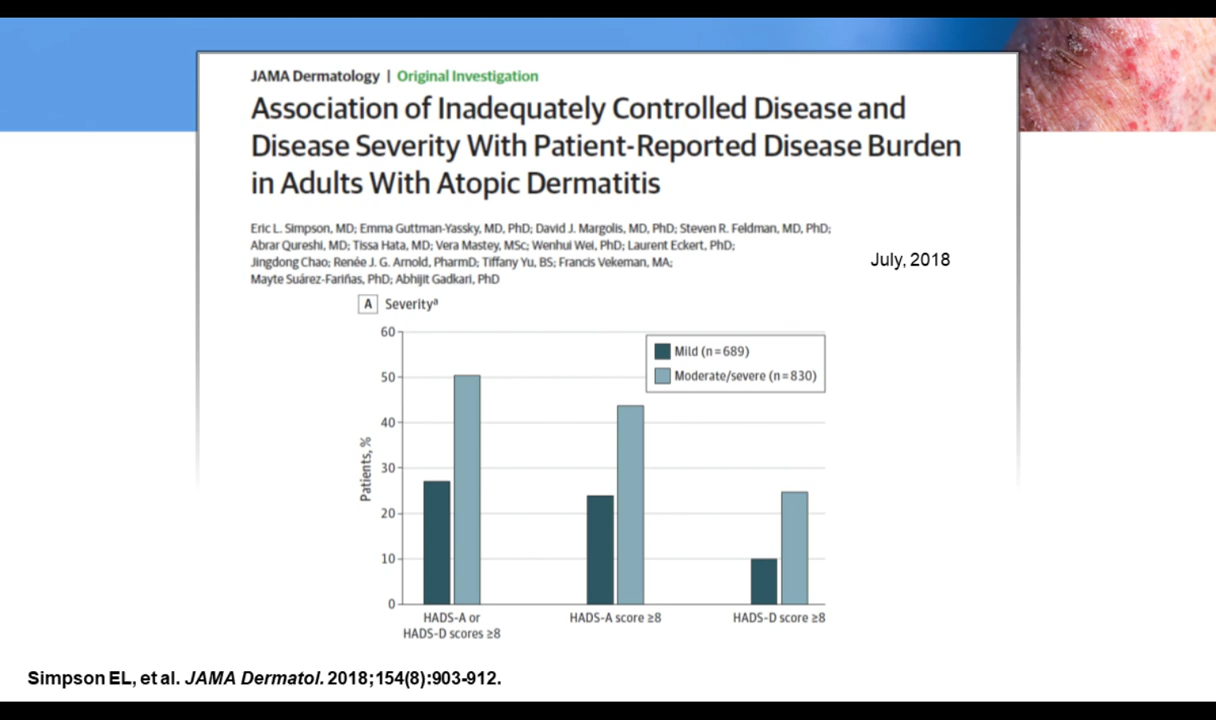 JAMA Dermatology | Original Investigation
Association of Inadequately Controlled Disease and
Disease Severity With Patient-Reported Disease Burden
in Adults With Atopic Dermatitis
Eric L. Simpson, MD; Emma Guttman-Yassky, MD, PhD; David J. Margolis, MD, PhD; Steven R. Feldman, MD, PhD;
Abrar Qureshi, MD; Tissa Hata, MD; Vera Mastey, MSc; Wenhui Wei, PhD; Laurent Eckert, PhD;
Jingdong Chao; Renée J. G. Arnold, PharmD; Tiffany Yu, BS; Francis Vekeman, MA;
Mayte Suárez-Fariñas, PhD; Abhijit Gadkari, PhD
July, 2018
A Severityᵃ
60
50
40
30
20
10
0
Patients, %
Mild (n=689)
Moderate/severe (n=830)
HADS-A or
HADS-D scores ≥8
HADS-A score ≥8
HADS-D score ≥8
Simpson EL, et al. JAMA Dermatol. 2018;154(8):903-912.